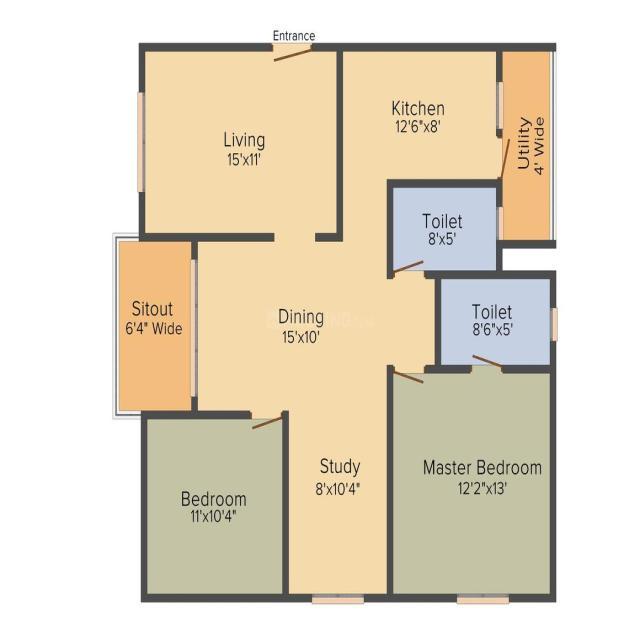 Entrance
Kitchen
12'6"x8'
Living
15'x11'
Utility
4' Wide
Toilet
8'x5'
Sitout
6'4" Wide
Dining
15'x10'
Toilet
8'6"x5'
Study
8'x10'4"
Master Bedroom
12'2"x13'
Bedroom
11'x10'4"